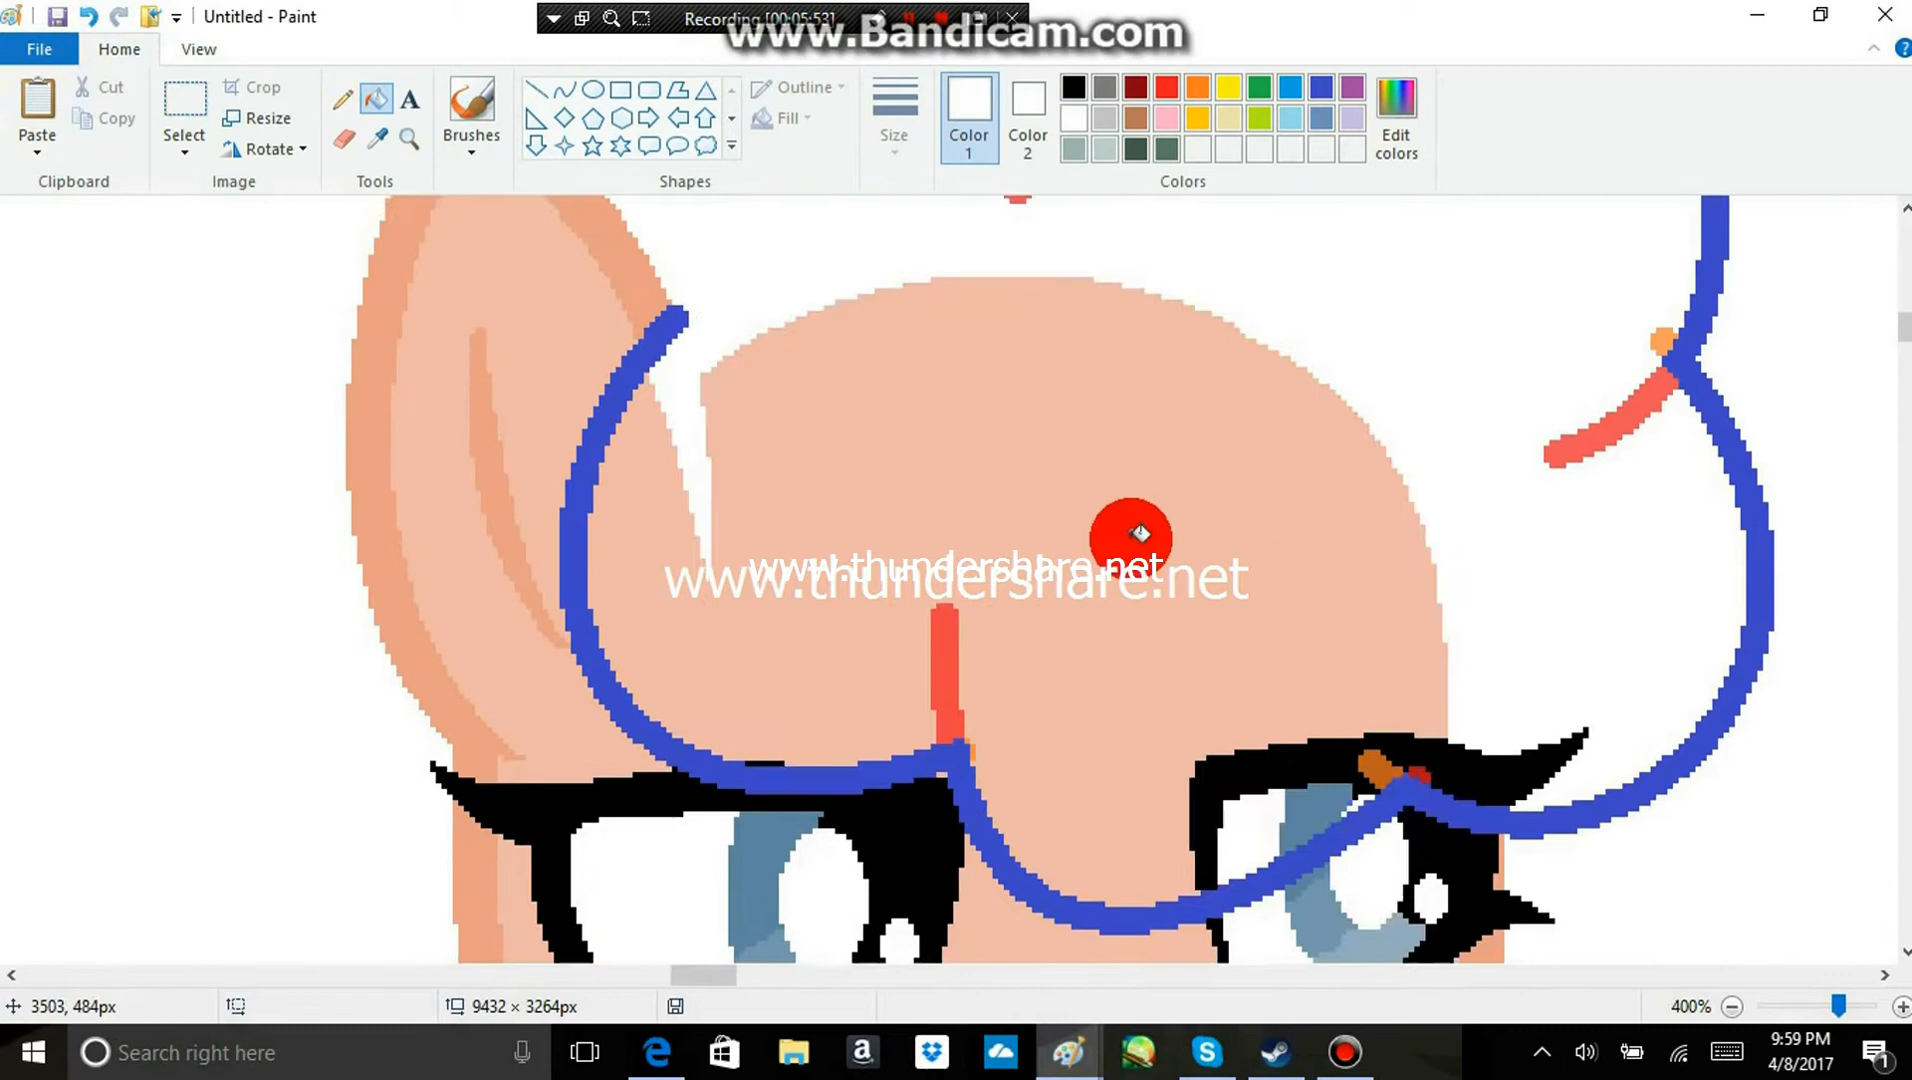 Untitled - Paint
Recording [00:05:53]
www.Bandicam.com
File
Home
View
Paste
Cut
Copy
Clipboard
Select
Crop
Resize
Rotate
Image
A
Tools
Brushes
Shapes
Outline
Fill
Size
Color
1
Color
2
Edit
colors
Colors
www.thundershare.net
www.thundershare.net
3503, 484px
9432 × 3264px
400%
Search right here
9:59 PM
4/8/2017
1